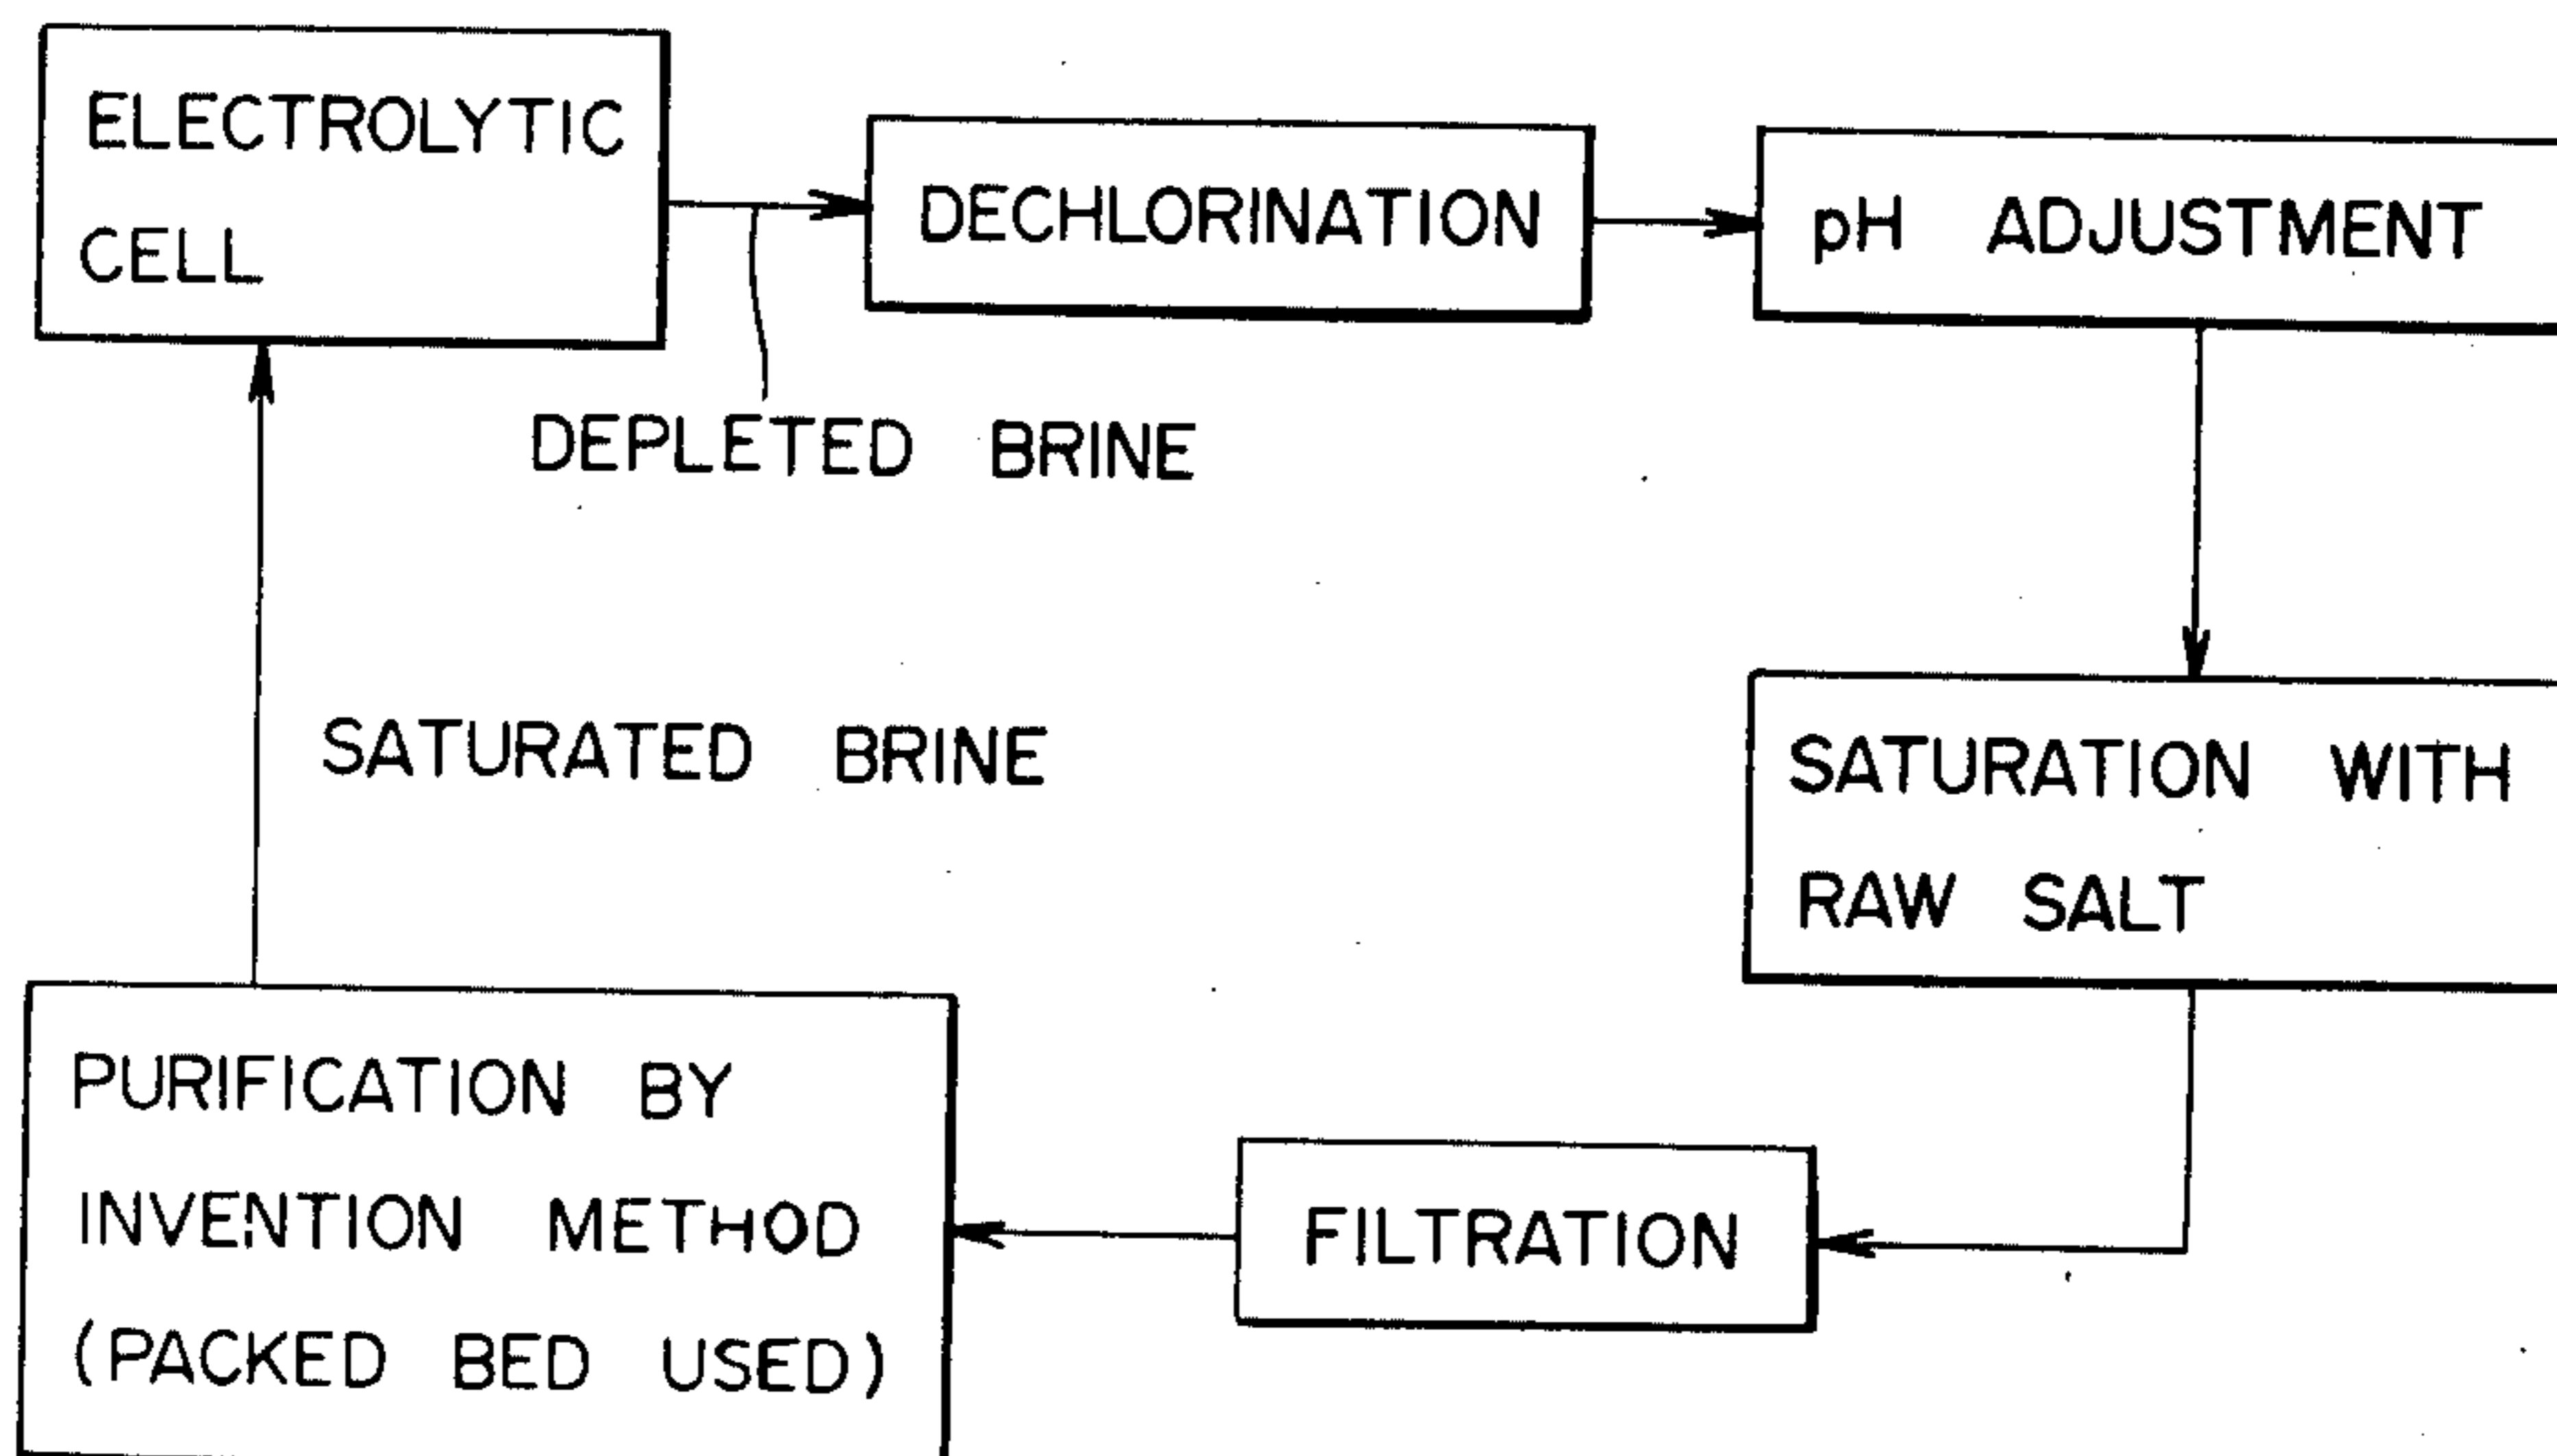 ELECTROLYTIC
CELL
DECHLORINATION
pH ADJUSTMENT
DEPLETED BRINE
SATURATED BRINE
SATURATION WITH
RAW SALT
PURIFICATION BY
INVENTION METHOD
(PACKED BED USED)
FILTRATION